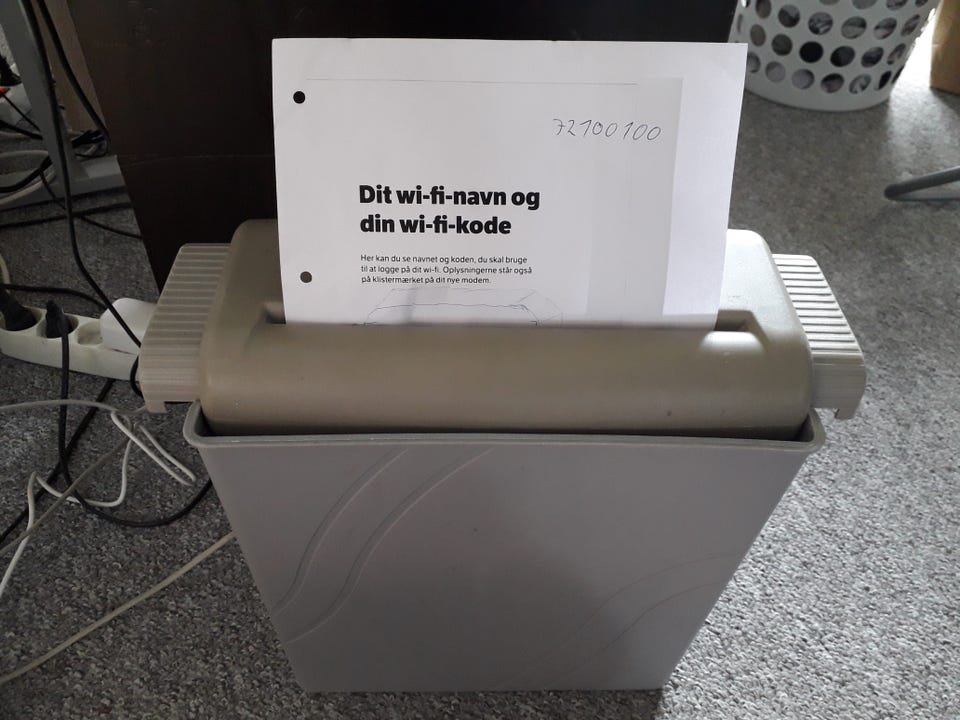 72100100
Dit wi-fi-navn og
din wi-fi-kode
Her kan du se navnet og koden, du skal bruge
til at logge på dit wi-fi. Oplysningerne står også
på klistermærket på dit nye modem.